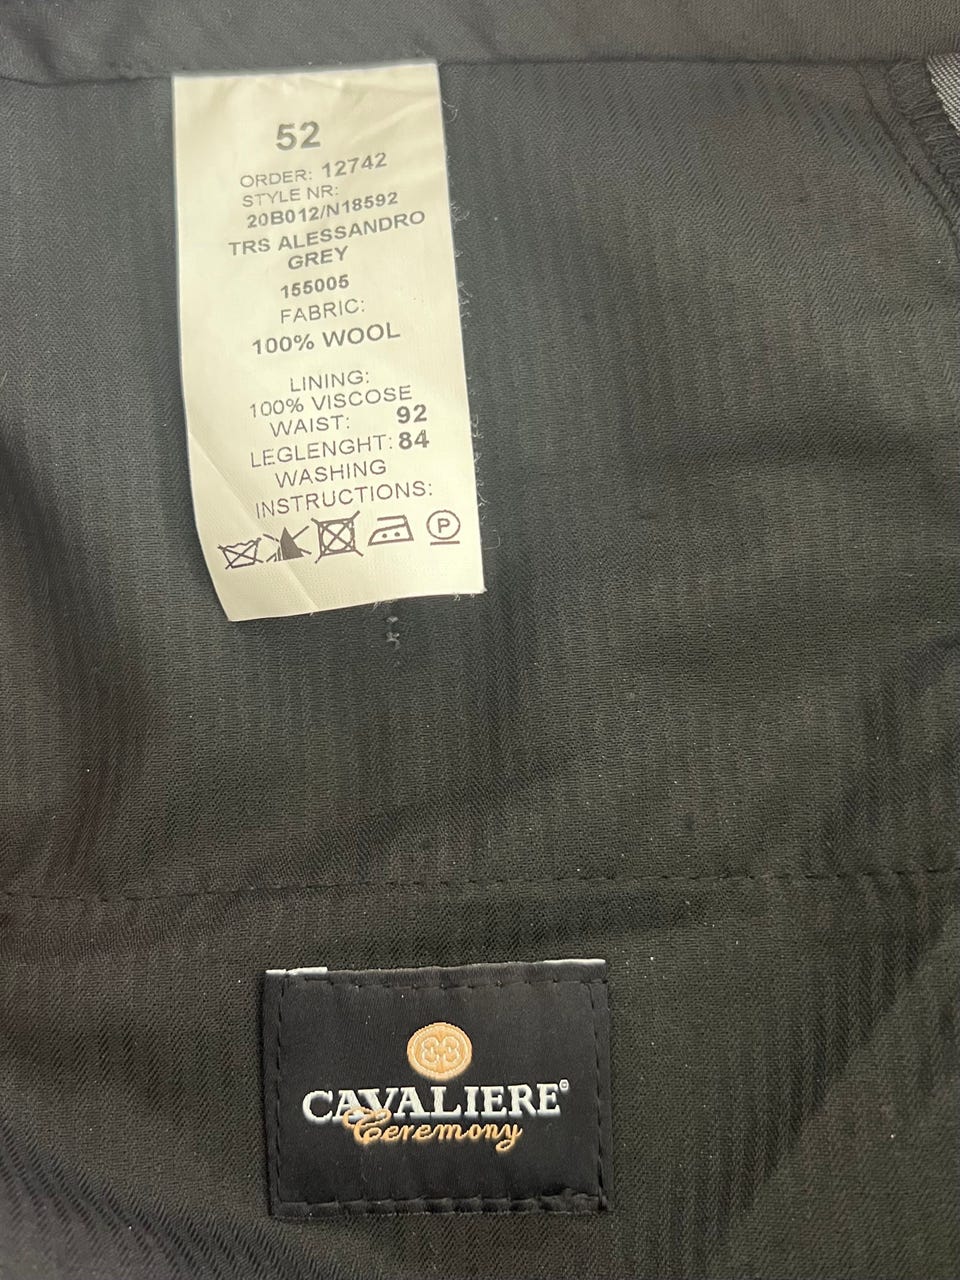 52
ORDER: 12742
STYLE NR:
20B012/N18592
TRS ALESSANDRO
GREY
155005
FABRIC:
100% WOOL
LINING:
100% VISCOSE
WAIST: 92
LEGLENGHT: 84
WASHING
INSTRUCTIONS:
P
CAVALIERE®
Ceremony